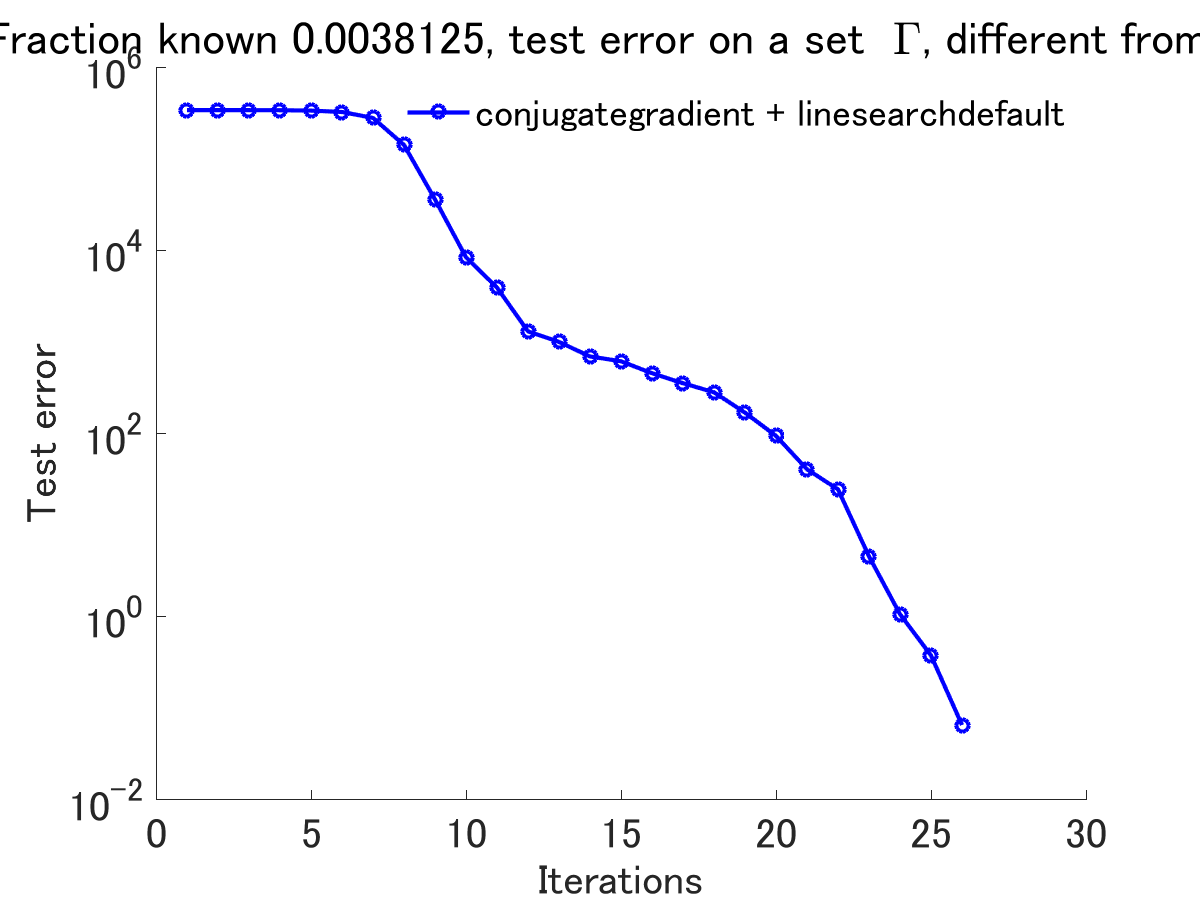 Fraction known 0.0038125, test error on a set Γ, different from
conjugategradient + linesearchdefault
10^6
10^4
10^2
10^0
10^-2
Test error
0 5 10 15 20 25 30
Iterations